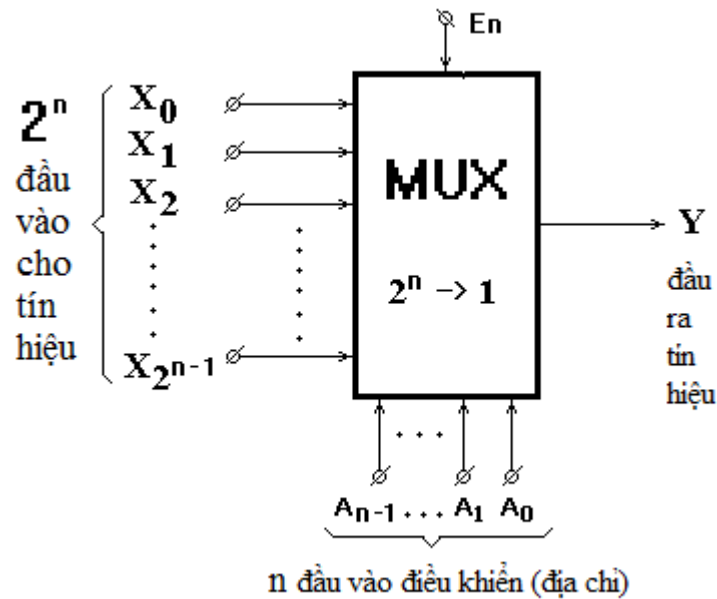 En
2ⁿ
đầu
vào
cho
tín
hiệu
X₀
X₁
X₂
X₂ⁿ⁻¹
MUX
2ⁿ -> 1
Y
đầu
ra
tín
hiệu
Aₙ₋₁ ... A₁ A₀
n đầu vào điều khiển (địa chỉ)